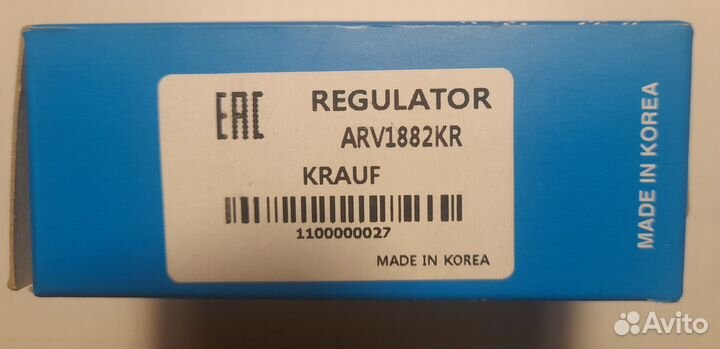 EAC
REGULATOR
ARV1882KR
KRAUF
1100000027
MADE IN KOREA
MADE IN KOREA
Avito